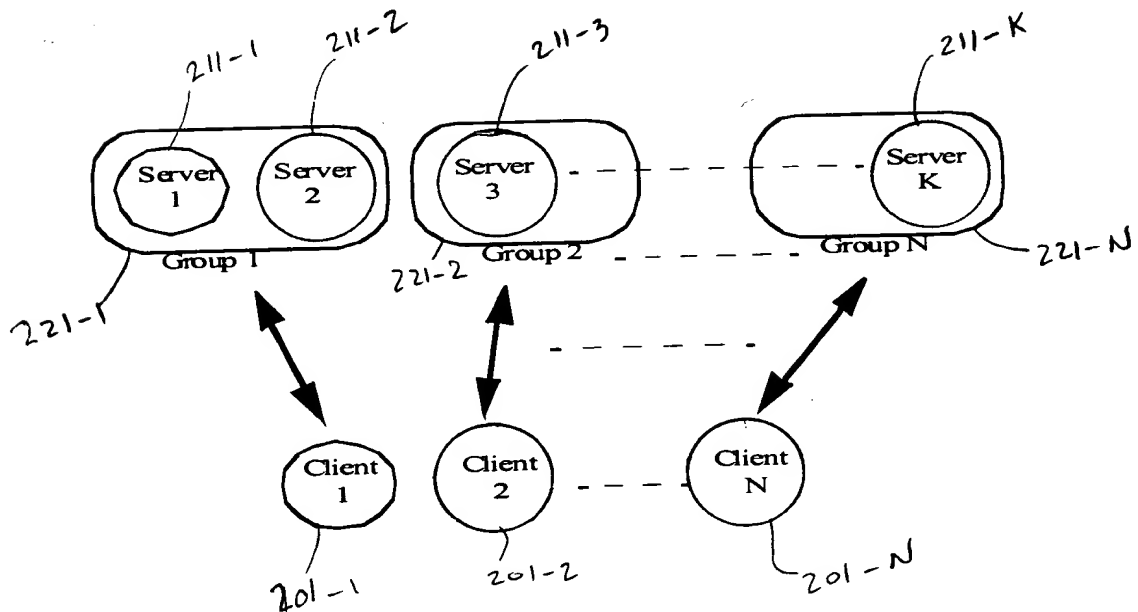 211-1
211-2
211-3
211-K
Server
1
Server
2
Server
3
Server
K
Group 1
Group 2
Group N
221-1
221-2
221-N
Client
1
Client
2
Client
N
201-1
201-2
201-N